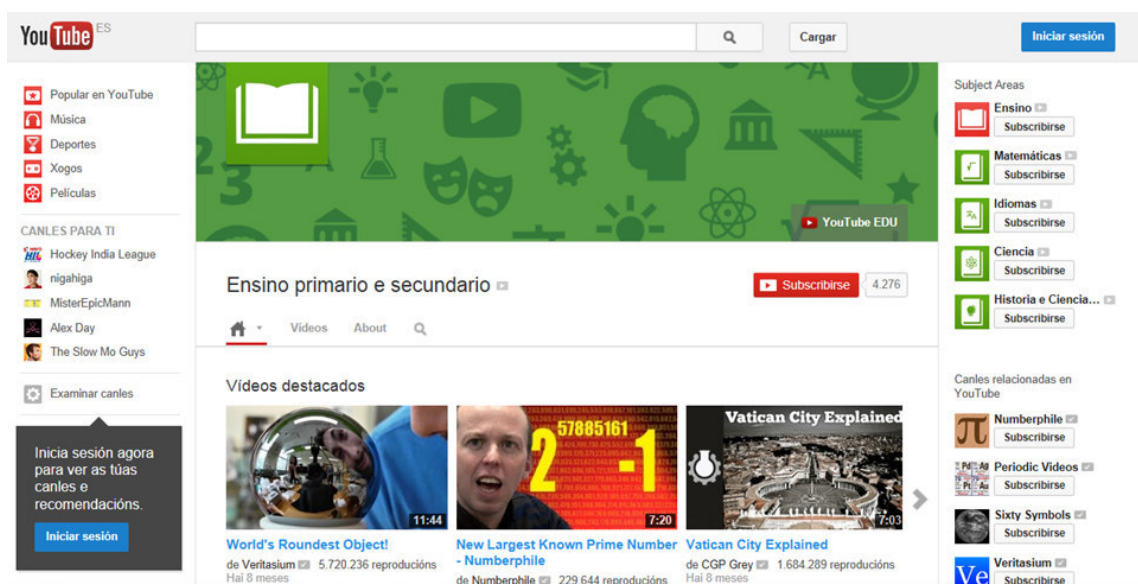 YouTube ES
Cargar
Iniciar sesión
Popular en YouTube
Música
Deportes
Xogos
Películas
CANLES PARA TI
Hockey India League
nigahiga
MisterEpicMann
Alex Day
The Slow Mo Guys
Examinar canles
Inicia sesión agora
para ver as túas
canles e
recomendacións.
Iniciar sesión
YouTube EDU
Ensino primario e secundario
Subscribirse 4.276
Vídeos About
Vídeos destacados
11:44
World's Roundest Object!
de Veritasium 5.720.236 reproducións
Hai 8 meses
57885161
2 -1
7:20
New Largest Known Prime Number
- Numberphile
de Numberphile 229.644 reproducións
Vatican City Explained
7:03
Vatican City Explained
de CGP Grey 1.684.289 reproducións
Hai 8 meses
Subject Areas
Ensino
Subscribirse
Matemáticas
Subscribirse
Idiomas
Subscribirse
Ciencia
Subscribirse
Historia e Ciencia...
Subscribirse
Canles relacionadas en
YouTube
Numberphile
Subscribirse
Periodic Videos
Subscribirse
Sixty Symbols
Subscribirse
Veritasium
Subscribirse